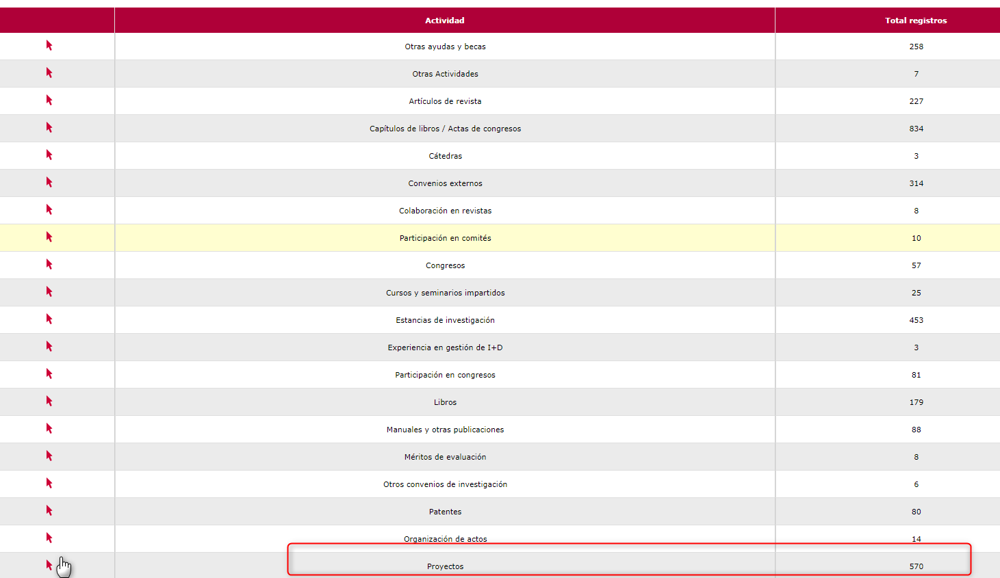 Actividad Total registros
Otras ayudas y becas 258
Otras Actividades 7
Artículos de revista 227
Capítulos de libros / Actas de congresos 834
Cátedras 3
Convenios externos 314
Colaboración en revistas 8
Participación en comités 10
Congresos 57
Cursos y seminarios impartidos 25
Estancias de investigación 453
Experiencia en gestión de I+D 3
Participación en congresos 81
Libros 179
Manuales y otras publicaciones 88
Méritos de evaluación 8
Otros convenios de investigación 6
Patentes 80
Organización de actos 14
Proyectos 570